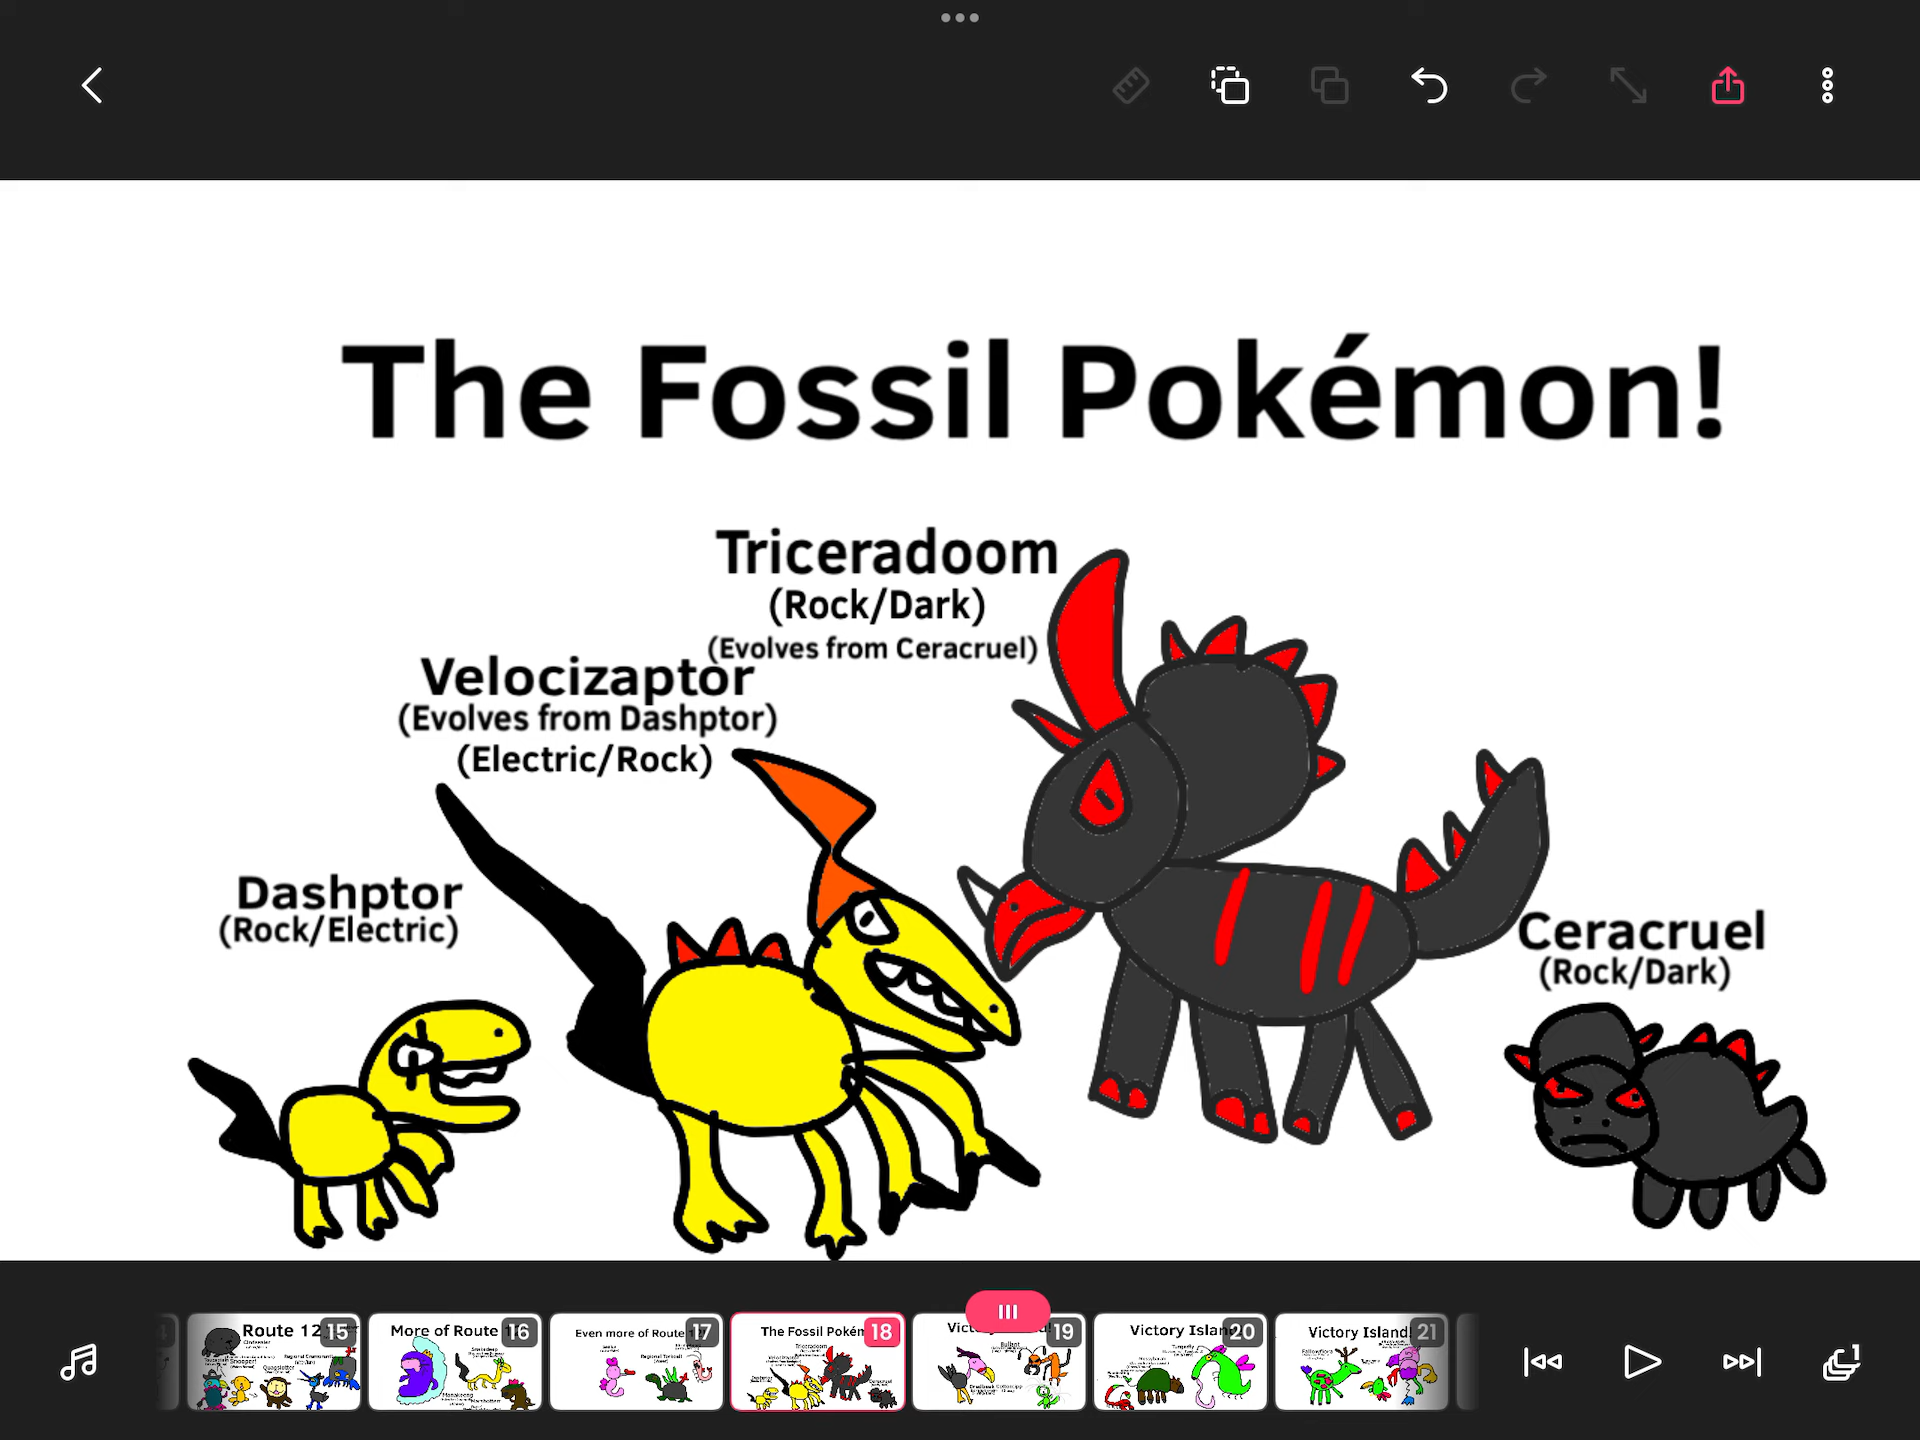 The Fossil Pokémon!
Triceradoom
(Rock/Dark)
(Evolves from Ceracruel)
Velocizaptor
(Evolves from Dashptor)
(Electric/Rock)
Dashptor
(Rock/Electric)
Ceracruel
(Rock/Dark)
Route 12 15
More of Route 16
Even more of Route 17
The Fossil Pokém 18
19
Victory Island 20
Victory Island! 21
1